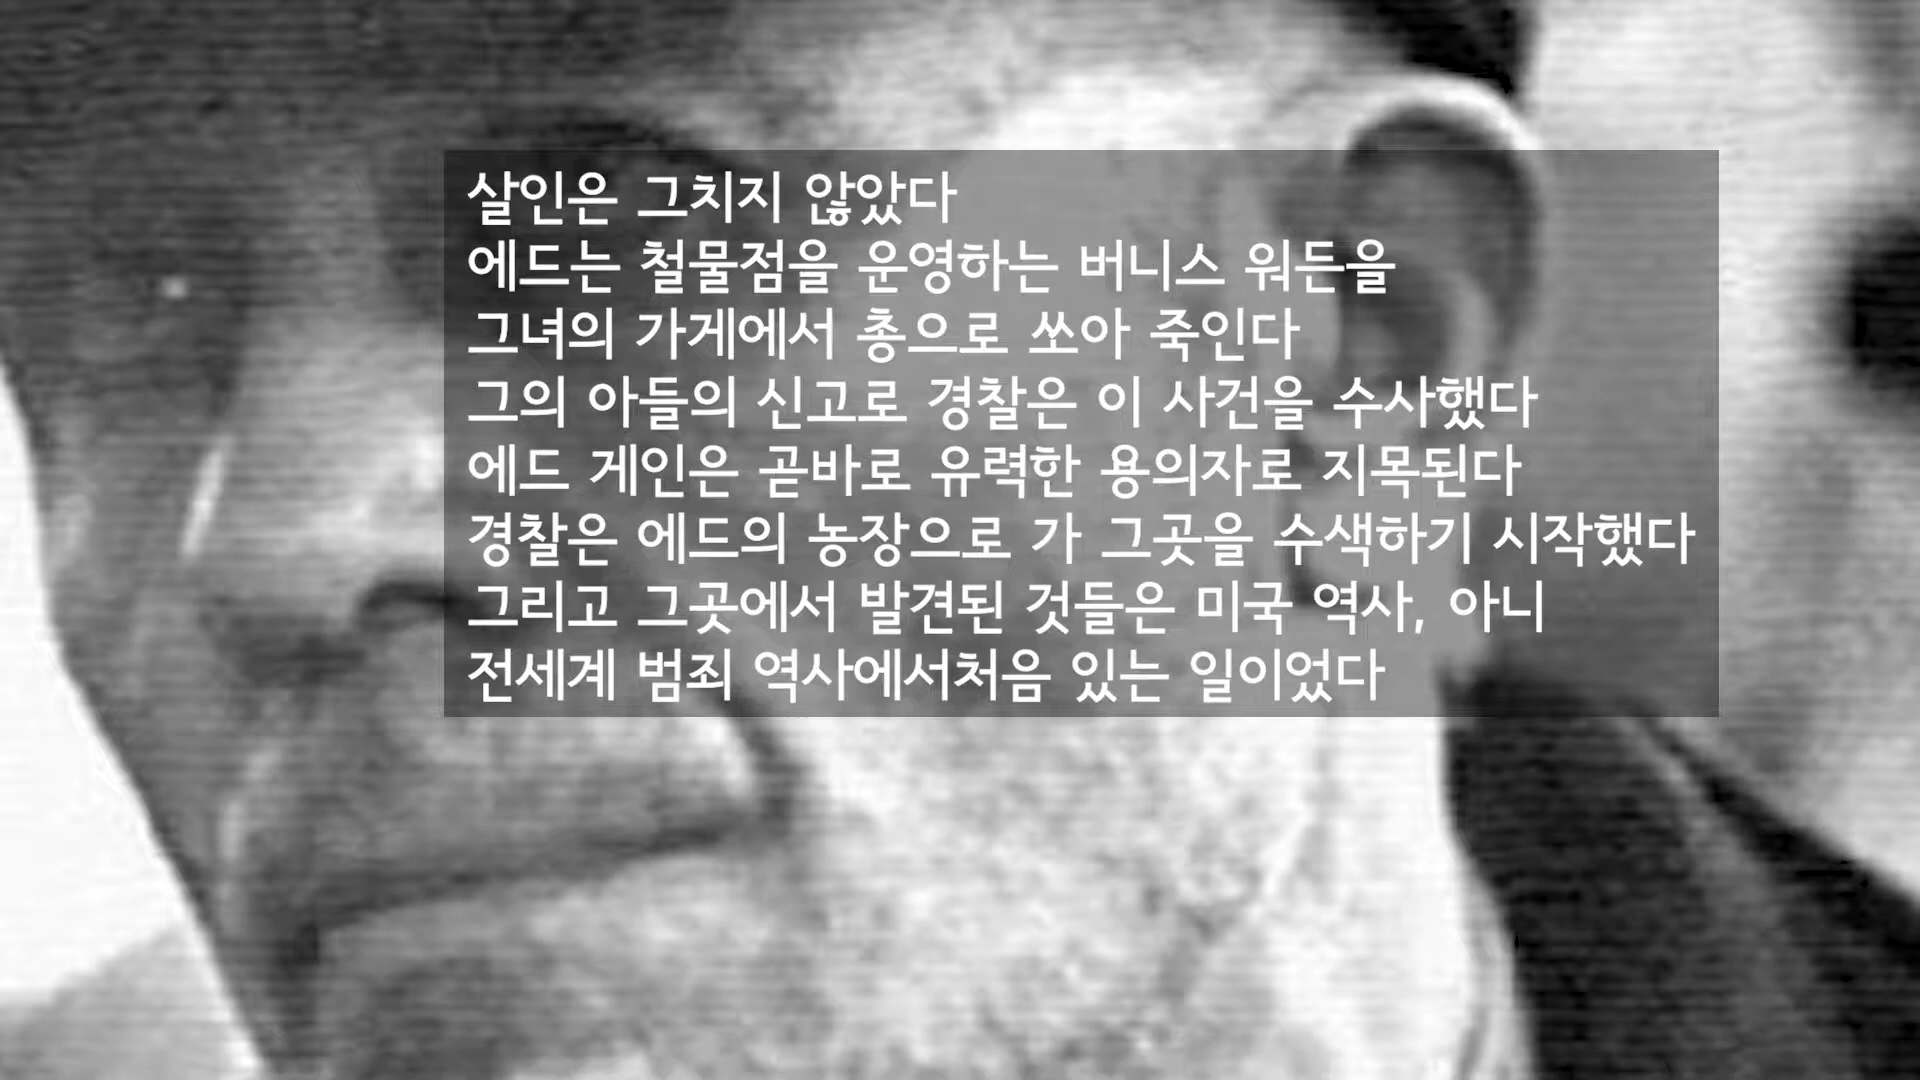 살인은 그치지 않았다
에드는 철물점을 운영하는 버니스 워든을
그녀의 가게에서 총으로 쏘아 죽인다
그의 아들의 신고로 경찰은 이 사건을 수사했다
에드 게인은 곧바로 유력한 용의자로 지목된다
경찰은 에드의 농장으로 가 그곳을 수색하기 시작했다
그리고 그곳에서 발견된 것들은 미국 역사, 아니
전세계 범죄 역사에서처음 있는 일이었다